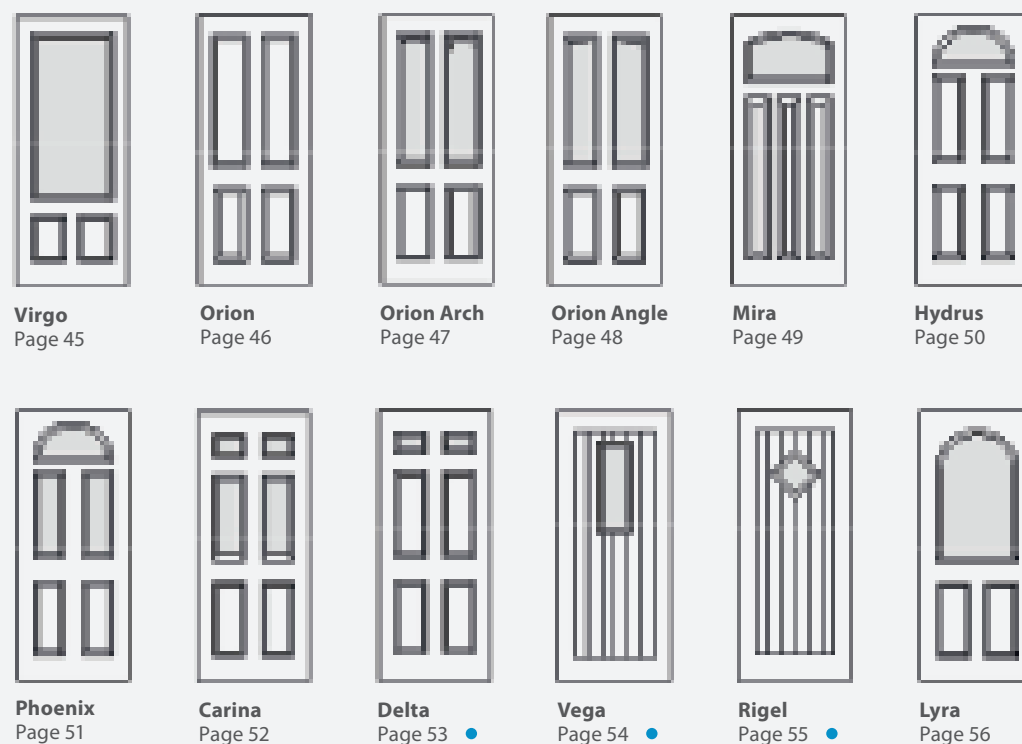 Virgo
Page 45
Orion
Page 46
Orion Arch
Page 47
Orion Angle
Page 48
Mira
Page 49
Hydrus
Page 50
Phoenix
Page 51
Carina
Page 52
Delta
Page 53
Vega
Page 54
Rigel
Page 55
Lyra
Page 56